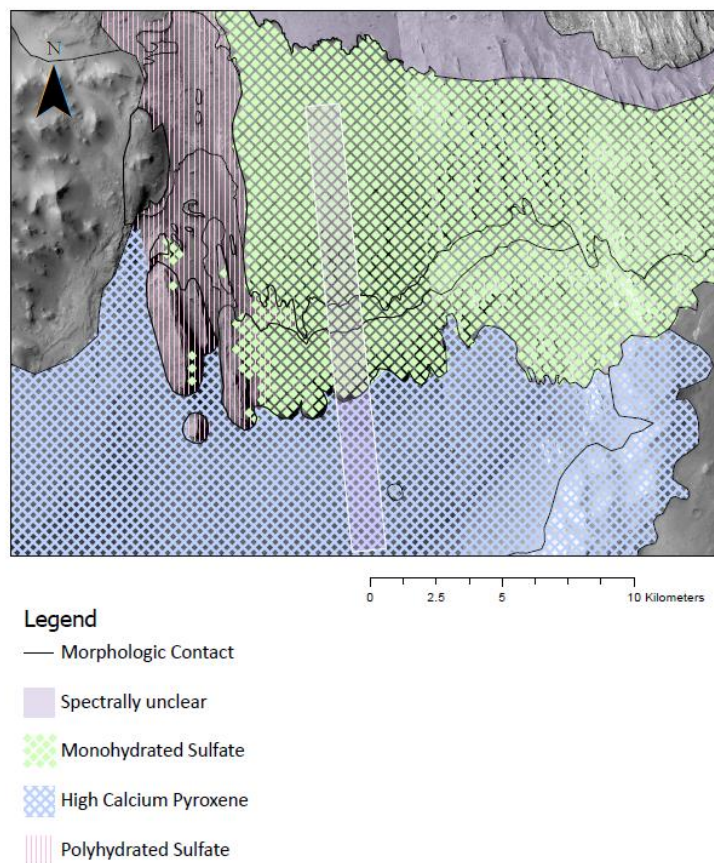 N
0 2.5 5 10 Kilometers
Legend
Morphologic Contact
Spectrally unclear
Monohydrated Sulfate
High Calcium Pyroxene
Polyhydrated Sulfate